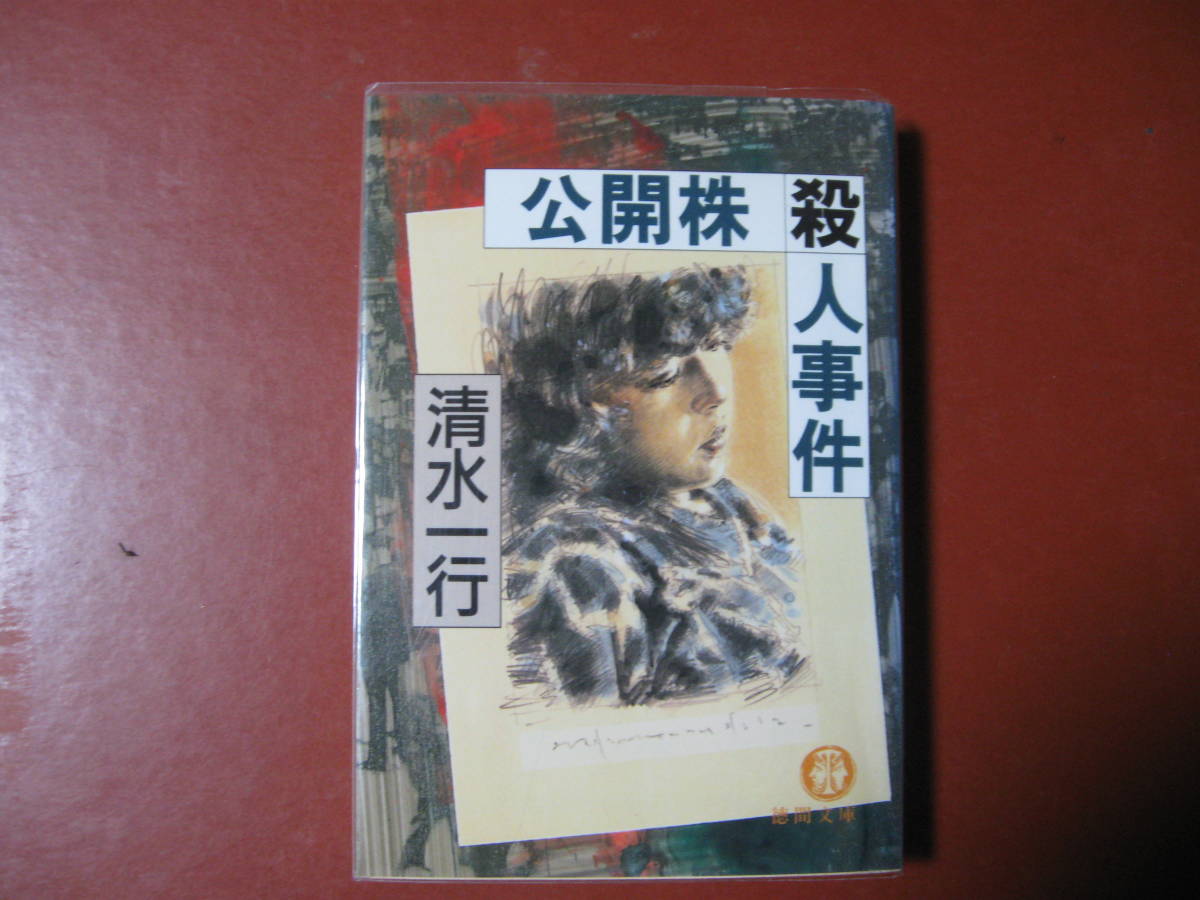 公開株殺
人事件
清水一行
徳間文庫